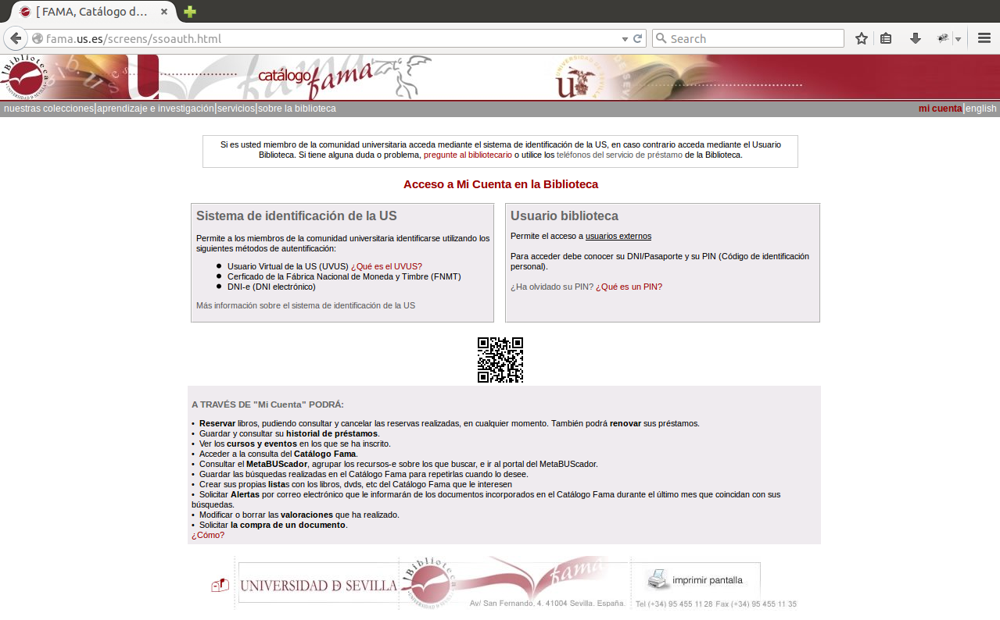 [ FAMA, Catálogo d...
fama.us.es/screens/ssoauth.html
Search
Biblioteca
catálogo fama
UNIVERSIDAD D SEVILLA
nuestras colecciones|aprendizaje e investigación|servicios|sobre la biblioteca
mi cuenta|english
Si es usted miembro de la comunidad universitaria acceda mediante el sistema de identificación de la US, en caso contrario acceda mediante el Usuario
Biblioteca. Si tiene alguna duda o problema, pregunte al bibliotecario o utilice los teléfonos del servicio de préstamo de la Biblioteca.
Acceso a Mi Cuenta en la Biblioteca
Sistema de identificación de la US
Permite a los miembros de la comunidad universitaria identificarse utilizando los
siguientes métodos de autentificación:
• Usuario Virtual de la US (UVUS) ¿Qué es el UVUS?
• Cerficado de la Fábrica Nacional de Moneda y Timbre (FNMT)
• DNI-e (DNI electrónico)
Más información sobre el sistema de identificación de la US
Usuario biblioteca
Permite el acceso a usuarios externos
Para acceder debe conocer su DNI/Pasaporte y su PIN (Código de identificación
personal).
¿Ha olvidado su PIN? ¿Qué es un PIN?
A TRAVÉS DE "Mi Cuenta" PODRÁ:
• Reservar libros, pudiendo consultar y cancelar las reservas realizadas, en cualquier momento. También podrá renovar sus préstamos.
• Guardar y consultar su historial de préstamos.
• Ver los cursos y eventos en los que se ha inscrito.
• Acceder a la consulta del Catálogo Fama.
• Consultar el MetaBUScador, agrupar los recursos-e sobre los que buscar, e ir al portal del MetaBUScador.
• Guardar las búsquedas realizadas en el Catálogo Fama para repetirlas cuando lo desee.
• Crear sus propias listas con los libros, dvds, etc del Catálogo Fama que le interesen
• Solicitar Alertas por correo electrónico que le informarán de los documentos incorporados en el Catálogo Fama durante el último mes que coincidan con sus
búsquedas.
• Modificar o borrar las valoraciones que ha realizado.
• Solicitar la compra de un documento.
¿Cómo?
UNIVERSIDAD D SEVILLA
Biblioteca
fama
imprimir pantalla
Av/ San Fernando, 4. 41004 Sevilla. España.
Tel (+34) 95 455 11 28 Fax (+34) 95 455 11 35